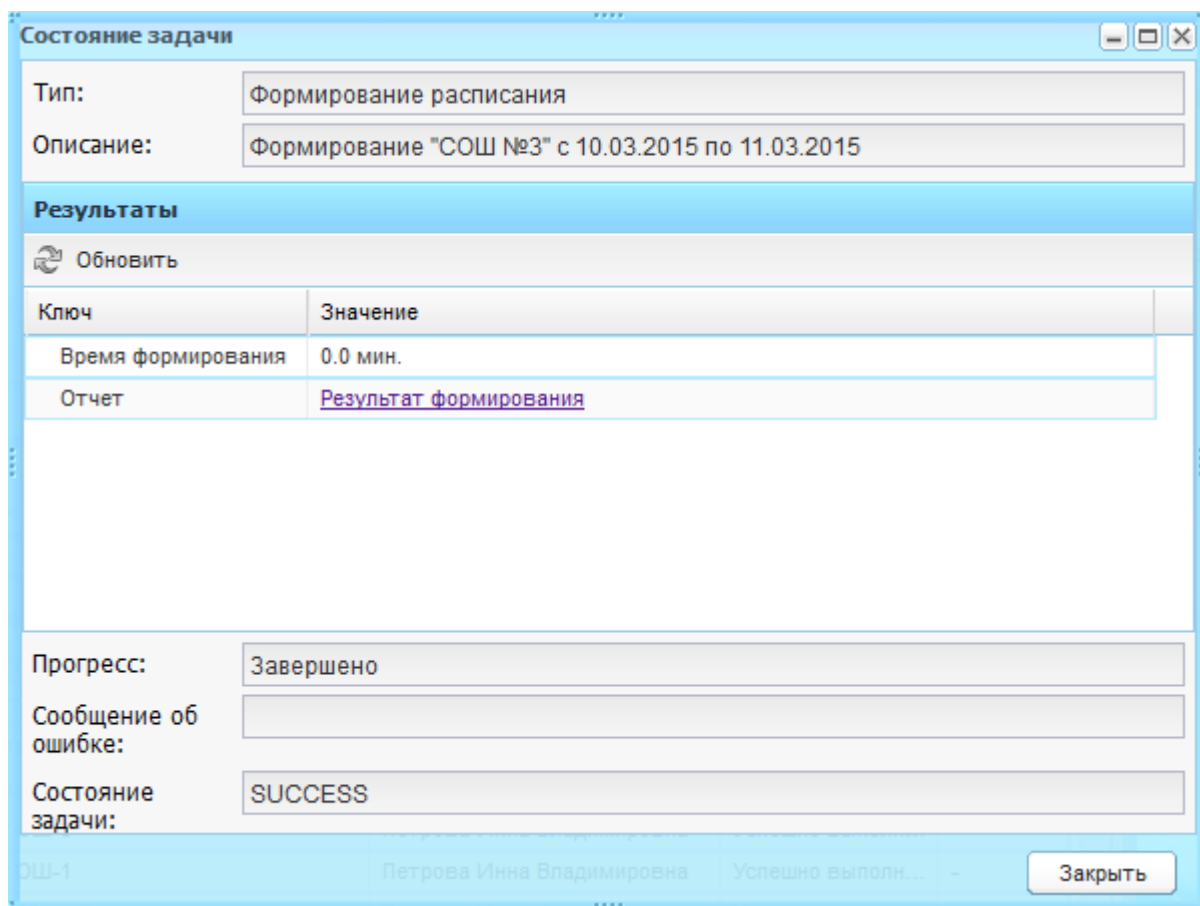 Состояние задачи
Тип:
Формирование расписания
Описание:
Формирование "СОШ №3" с 10.03.2015 по 11.03.2015
Результаты
Обновить
Ключ Значение
Время формирования 0.0 мин.
Отчет Результат формирования
Прогресс:
Завершено
Сообщение об
ошибке:
Состояние
задачи:
SUCCESS
ОШ-1 Петрова Инна Владимировна Успешно выполн... -
Закрыть